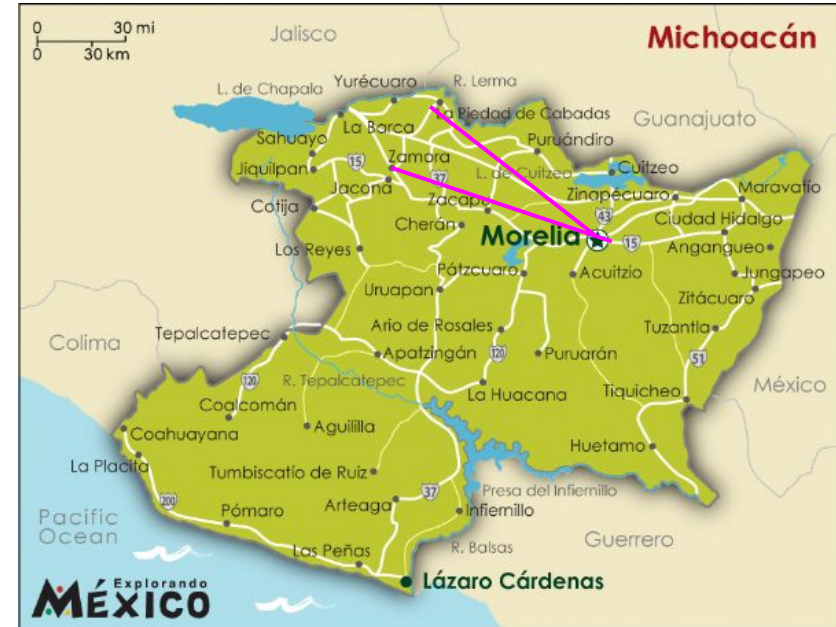 0 30 mi
0 30 km
Jalisco
Michoacán
L. de Chapala
Yurécuaro
R. Lerma
La Piedad de Cabadas
Guanajuato
La Barca
Sahuayo
Puruándiro
15
Zamora
Jiquilpan
37
L. de Cuitzeo
Cuitzeo
Jacona
Zinapécuaro
Maravatío
Cotija
Zacapu
43
Ciudad Hidalgo
Cherán
Morelia
15
Angangueo
Los Reyes
Pátzcuaro
Acuitzio
Jungapeo
Uruapan
Zitácuaro
Tepalcatepec
Ario de Rosales
Tuzantla
Colima
Apatzingán
120
Puruarán
51
120
R. Tepalcatepec
La Huacana
Tiquicheo
México
Coalcomán
Coahuayana
Aguililla
Huetamo
La Placita
Tumbiscatío de Ruiz
200
Arteaga
37
Presa del Infiernillo
Pacific
Ocean
Pómaro
Infiernillo
Guerrero
Las Peñas
R. Balsas
Explorando
MÉXICO
Lázaro Cárdenas